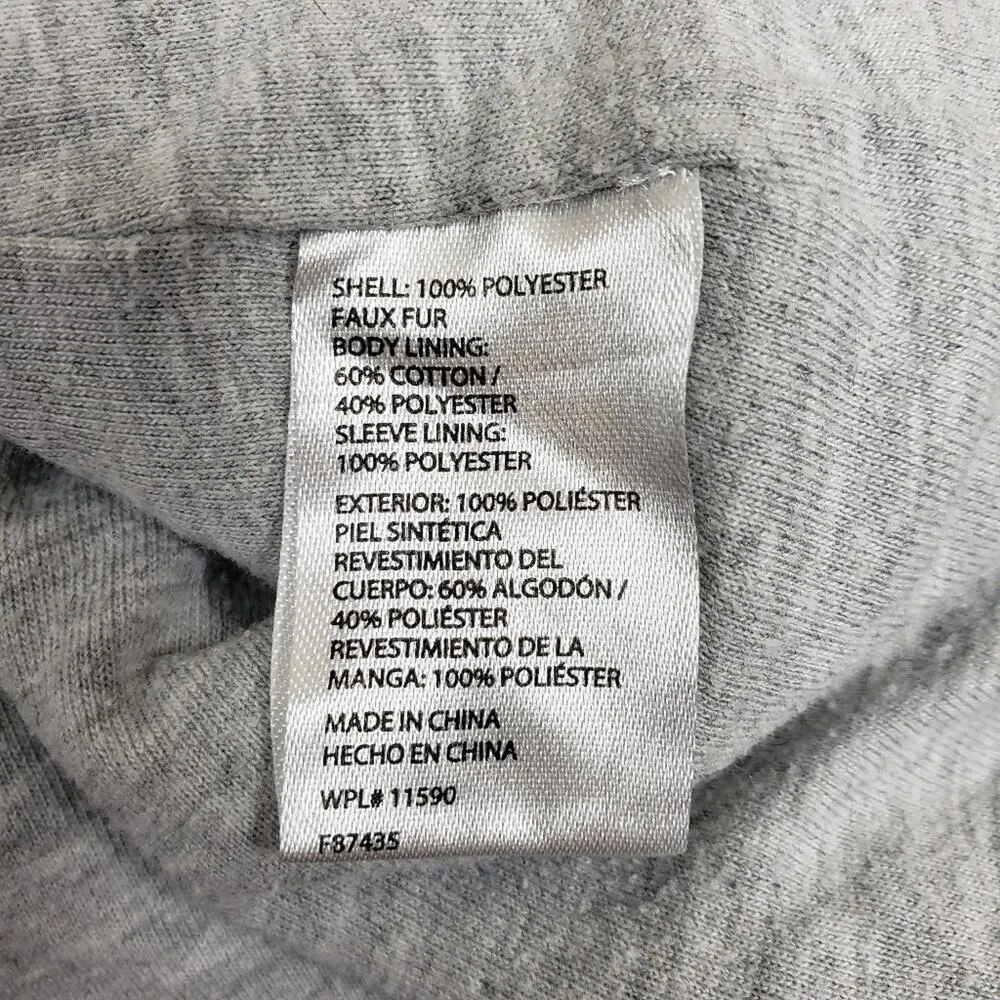 SHELL: 100% POLYESTER
FAUX FUR
BODY LINING:
60% COTTON /
40% POLYESTER
SLEEVE LINING:
100% POLYESTER
EXTERIOR: 100% POLIÉSTER
PIEL SINTÉTICA
REVESTIMIENTO DEL
CUERPO: 60% ALGODÓN /
40% POLIÉSTER
REVESTIMIENTO DE LA
MANGA: 100% POLIÉSTER
MADE IN CHINA
HECHO EN CHINA
WPL# 11590
F87435